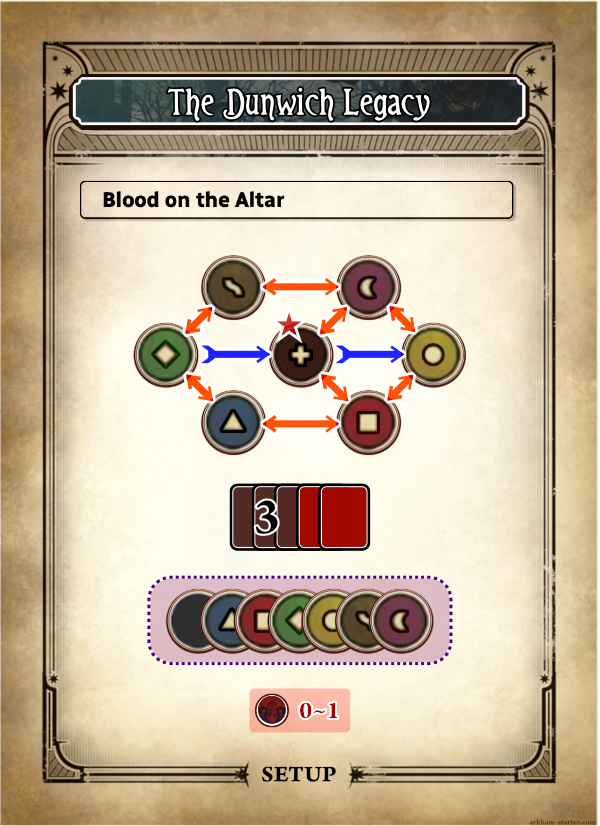 The Dunwich Legacy
Blood on the Altar
3
0~1
SETUP
arkham-starter.com